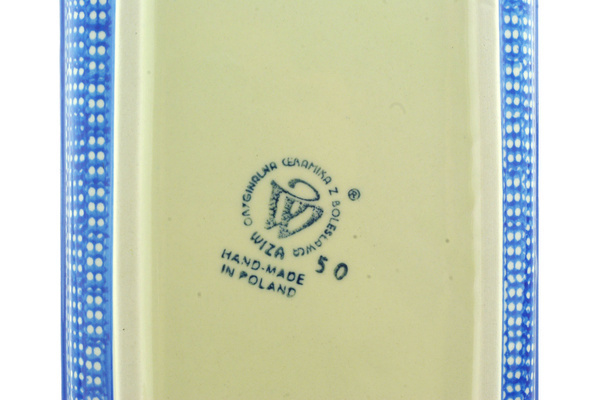 ORYGINALNA CERAMIKA Z BOLESŁAWCA ®
WIZA
HAND-MADE
IN POLAND
50